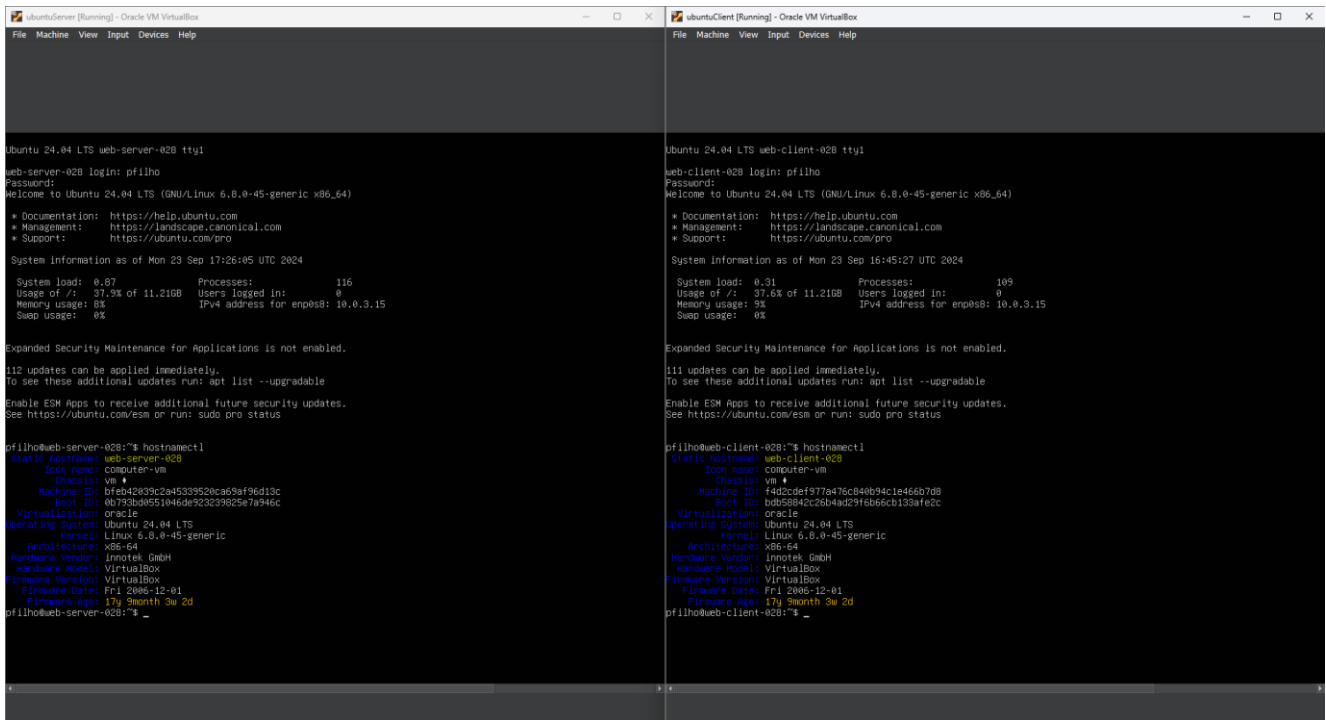 ubuntuServer [Running] - Oracle VM VirtualBox
File Machine View Input Devices Help
Ubuntu 24.04 LTS web-server-028 tty1
web-server-028 login: pfilho
Password:
Welcome to Ubuntu 24.04 LTS (GNU/Linux 6.8.0-45-generic x86_64)
* Documentation: https://help.ubuntu.com
* Management: https://landscape.canonical.com
* Support: https://ubuntu.com/pro
System information as of Mon 23 Sep 17:26:05 UTC 2024
System load: 0.87 Processes: 116
Usage of /: 37.9% of 11.21GB Users logged in: 0
Memory usage: 8% IPv4 address for enp0s8: 10.0.3.15
Swap usage: 0%
Expanded Security Maintenance for Applications is not enabled.
112 updates can be applied immediately.
To see these additional updates run: apt list --upgradable
Enable ESM Apps to receive additional future security updates.
See https://ubuntu.com/esm or run: sudo pro status
pfilho@web-server-028:~$ hostnamectl
Static hostname: web-server-028
Icon name: computer-vm
Chassis: vm
Machine ID: bfeb42039c2a45339520ca69af96d13c
Boot ID: 0b793bd0551046de923239825e7a946c
Virtualization: oracle
Operating System: Ubuntu 24.04 LTS
Kernel: Linux 6.8.0-45-generic
Architecture: x86-64
Hardware Vendor: innotek GmbH
Hardware Model: VirtualBox
Firmware Version: VirtualBox
Firmware Date: Fri 2006-12-01
Firmware Age: 17y 9month 3w 2d
pfilho@web-server-028:~$ _
ubuntuClient [Running] - Oracle VM VirtualBox
File Machine View Input Devices Help
Ubuntu 24.04 LTS web-client-028 tty1
web-client-028 login: pfilho
Password:
Welcome to Ubuntu 24.04 LTS (GNU/Linux 6.8.0-45-generic x86_64)
* Documentation: https://help.ubuntu.com
* Management: https://landscape.canonical.com
* Support: https://ubuntu.com/pro
System information as of Mon 23 Sep 16:45:27 UTC 2024
System load: 0.31 Processes: 109
Usage of /: 37.6% of 11.21GB Users logged in: 0
Memory usage: 9% IPv4 address for enp0s8: 10.0.3.15
Swap usage: 0%
Expanded Security Maintenance for Applications is not enabled.
111 updates can be applied immediately.
To see these additional updates run: apt list --upgradable
Enable ESM Apps to receive additional future security updates.
See https://ubuntu.com/esm or run: sudo pro status
pfilho@web-client-028:~$ hostnamectl
Static hostname: web-client-028
Icon name: computer-vm
Chassis: vm
Machine ID: f4d2cdef977a476c840b94c1e466b7d8
Boot ID: bdb58842c26b4ad29f6b66cb133afe2c
Virtualization: oracle
Operating System: Ubuntu 24.04 LTS
Kernel: Linux 6.8.0-45-generic
Architecture: x86-64
Hardware Vendor: innotek GmbH
Hardware Model: VirtualBox
Firmware Version: VirtualBox
Firmware Date: Fri 2006-12-01
Firmware Age: 17y 9month 3w 2d
pfilho@web-client-028:~$ _